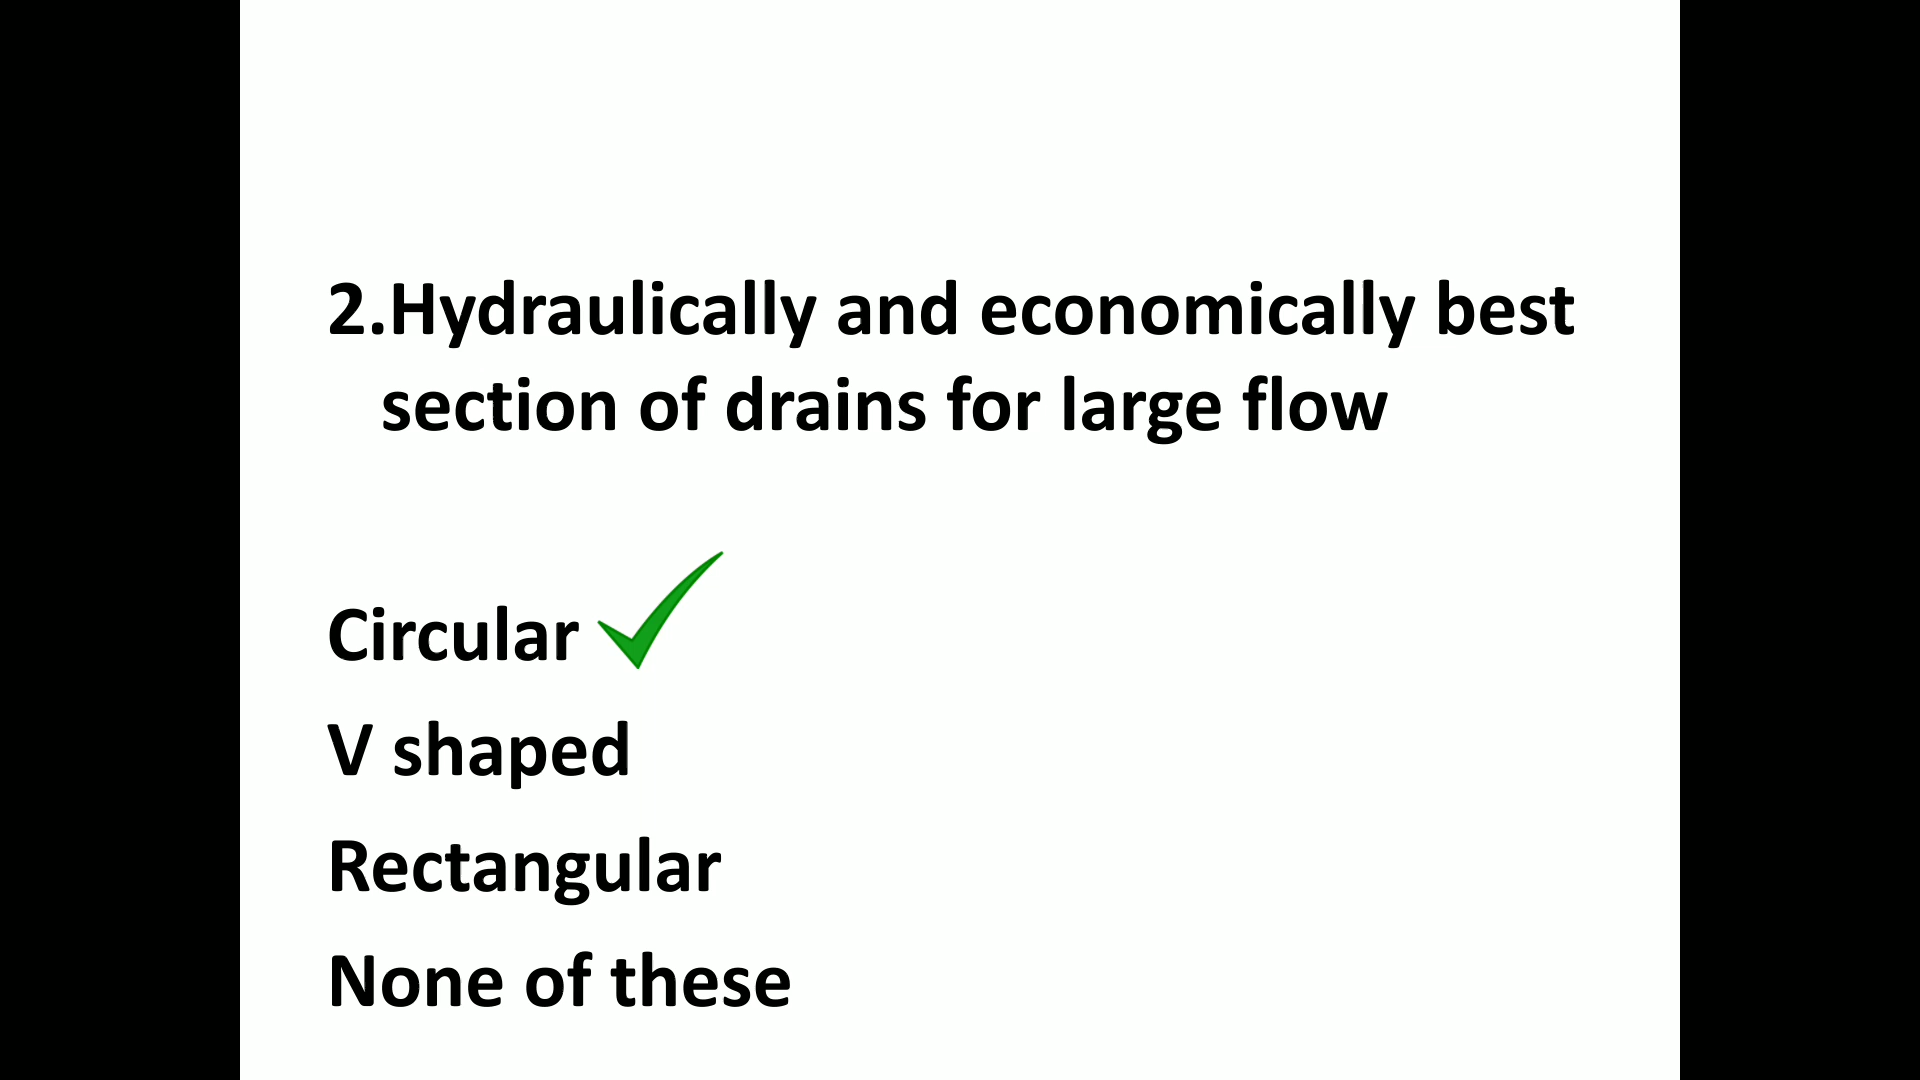 2.Hydraulically and economically best
section of drains for large flow
Circular
V shaped
Rectangular
None of these